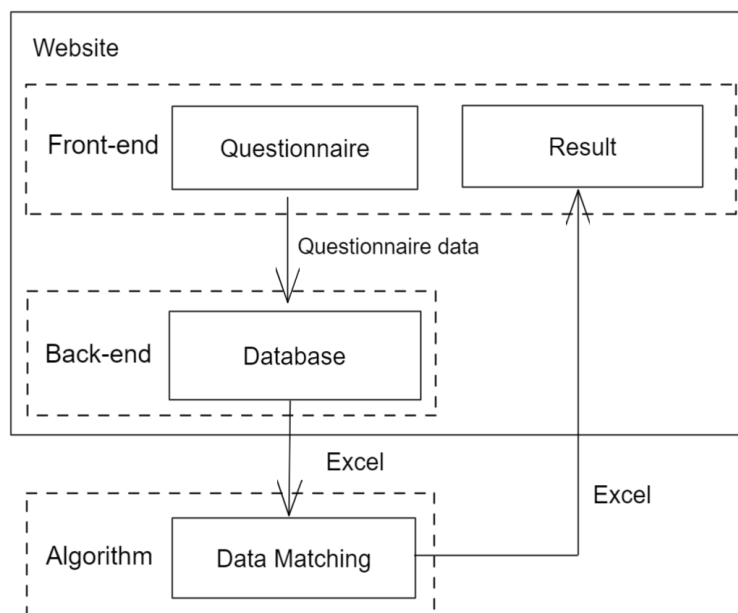 Website
Front-end
Questionnaire
Result
Questionnaire data
Back-end
Database
Excel
Excel
Algorithm
Data Matching